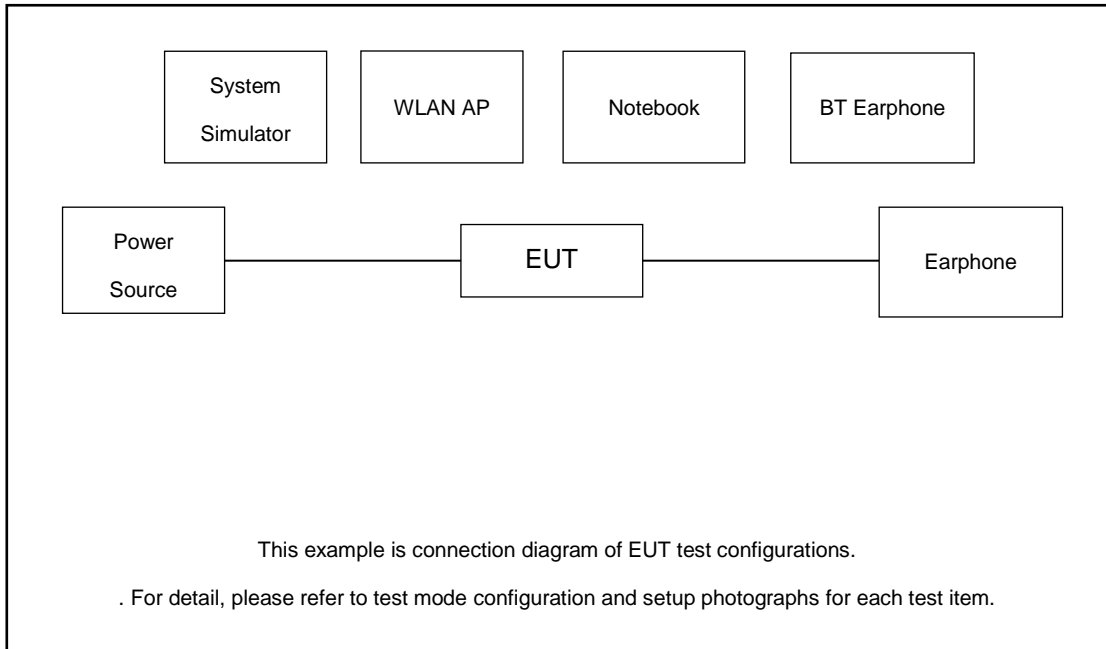 System
Simulator
WLAN AP
Notebook
BT Earphone
Power
Source
EUT
Earphone
This example is connection diagram of EUT test configurations.
. For detail, please refer to test mode configuration and setup photographs for each test item.